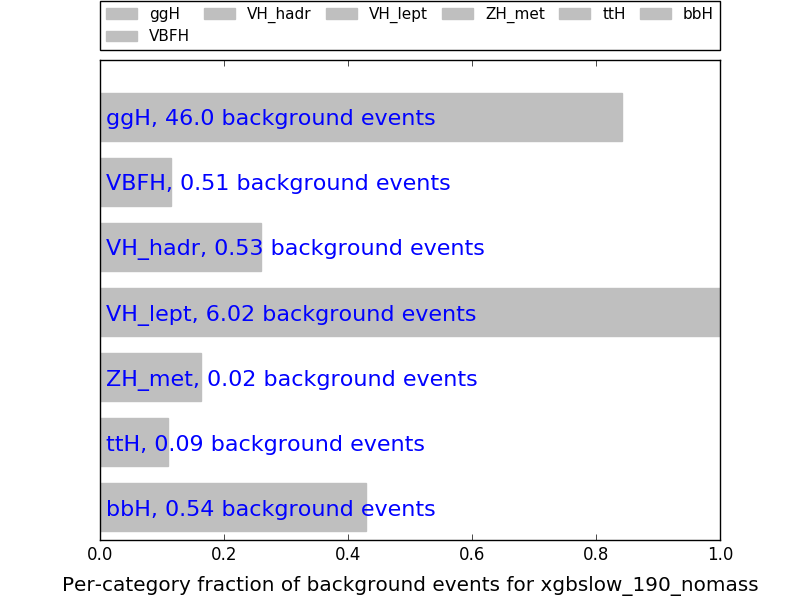 ggH VH_hadr VH_lept ZH_met ttH bbH
VBFH
ggH, 46.0 background events
VBFH, 0.51 background events
VH_hadr, 0.53 background events
VH_lept, 6.02 background events
ZH_met, 0.02 background events
ttH, 0.09 background events
bbH, 0.54 background events
0.0 0.2 0.4 0.6 0.8 1.0
Per-category fraction of background events for xgbslow_190_nomass